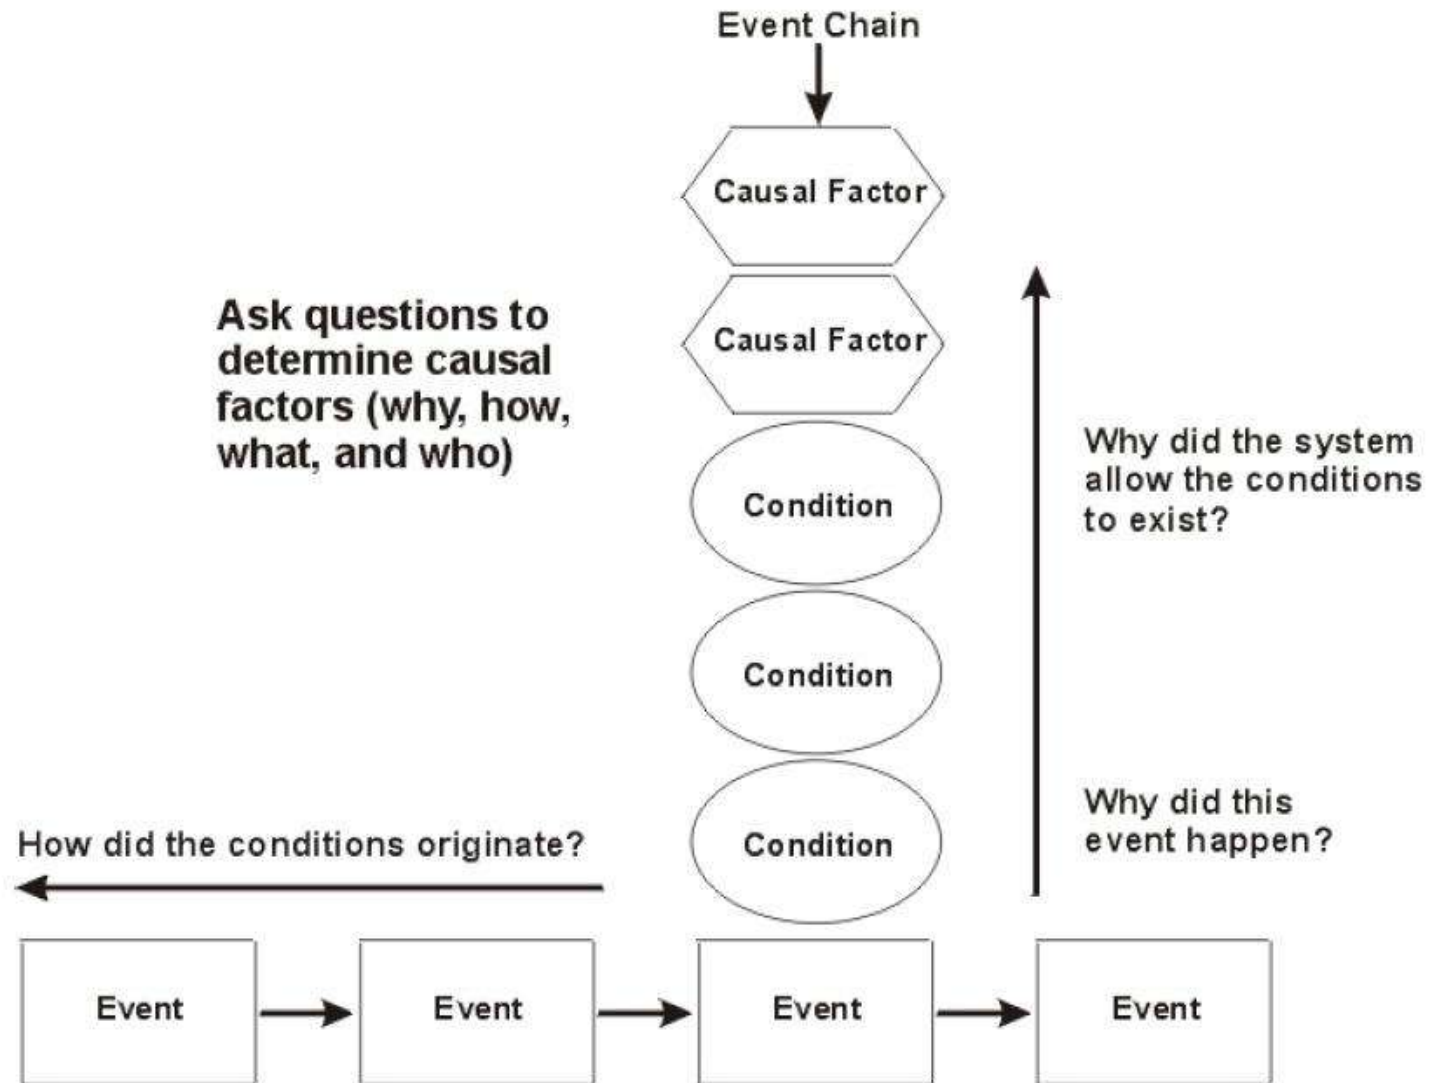 Event Chain
Causal Factor
Causal Factor
Ask questions to
determine causal
factors (why, how,
what, and who)
Condition
Why did the system
allow the conditions
to exist?
Condition
How did the conditions originate?
Condition
Why did this
event happen?
Event
Event
Event
Event